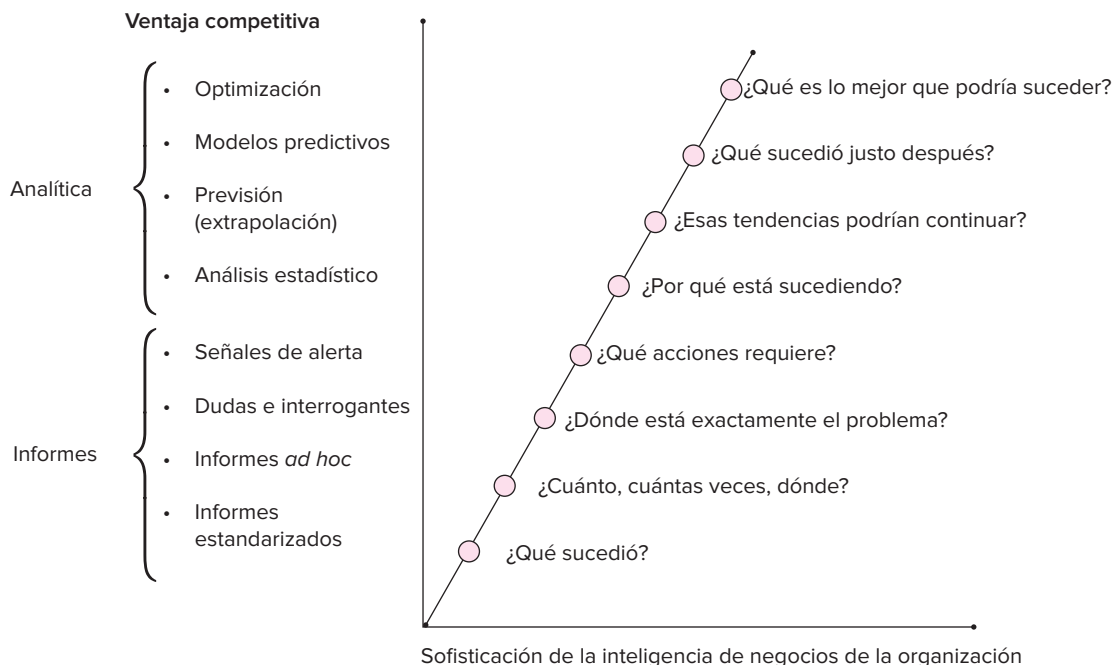 Ventaja competitiva
Analítica
• Optimización
• Modelos predictivos
• Previsión
(extrapolación)
• Análisis estadístico
Informes
• Señales de alerta
• Dudas e interrogantes
• Informes ad hoc
• Informes
estandarizados
¿Qué es lo mejor que podría suceder?
¿Qué sucedió justo después?
¿Esas tendencias podrían continuar?
¿Por qué está sucediendo?
¿Qué acciones requiere?
¿Dónde está exactamente el problema?
¿Cuánto, cuántas veces, dónde?
¿Qué sucedió?
Sofisticación de la inteligencia de negocios de la organización